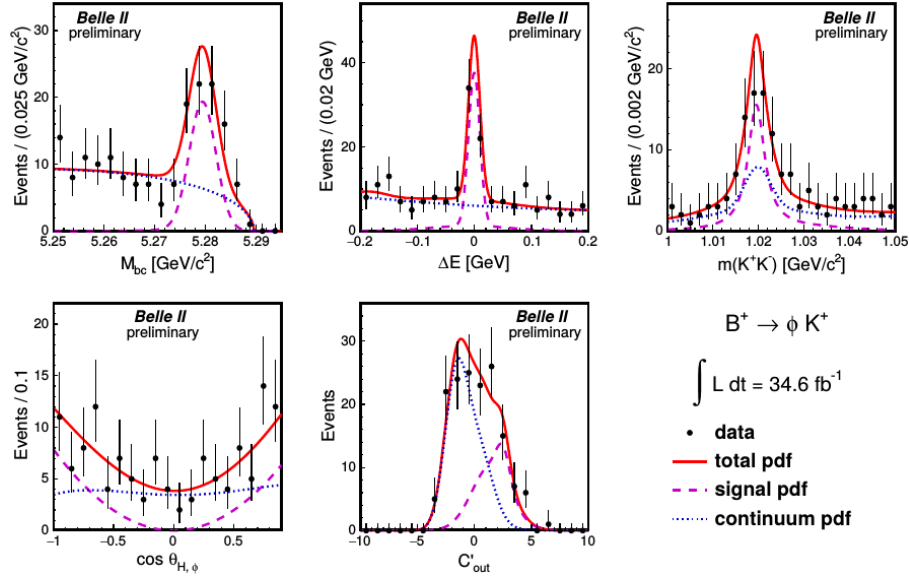 Belle II
preliminary
Events / (0.025 GeV/c²)
30
20
10
0
5.25 5.26 5.27 5.28 5.29
M_bc [GeV/c²]
Belle II
preliminary
Events / (0.02 GeV)
40
20
0
−0.2 −0.1 0 0.1 0.2
ΔE [GeV]
Belle II
preliminary
Events / (0.002 GeV/c²)
30
20
10
0
1 1.01 1.02 1.03 1.04 1.05
m(K⁺K⁻) [GeV/c²]
Belle II
preliminary
Events / 0.1
20
15
10
5
0
−1 −0.5 0 0.5
cos θ_H, ϕ
Belle II
preliminary
Events
30
20
10
0
−10 −5 0 5 10
C'_out
B⁺ → ϕ K⁺
∫ L dt = 34.6 fb⁻¹
data
total pdf
signal pdf
continuum pdf